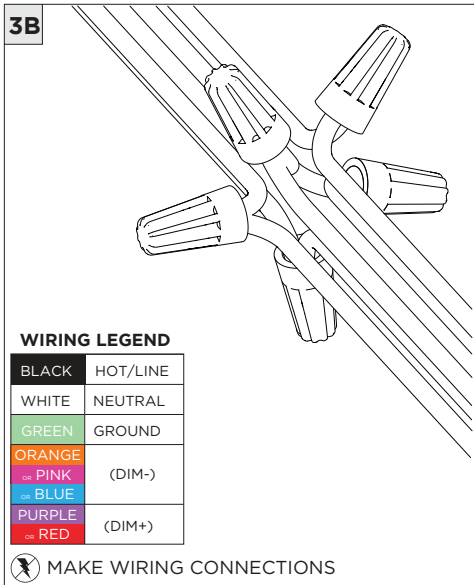 3B
WIRING LEGEND
BLACK HOT/LINE
WHITE NEUTRAL
GREEN GROUND
ORANGE
OR PINK (DIM-)
OR BLUE
PURPLE
OR RED (DIM+)
MAKE WIRING CONNECTIONS